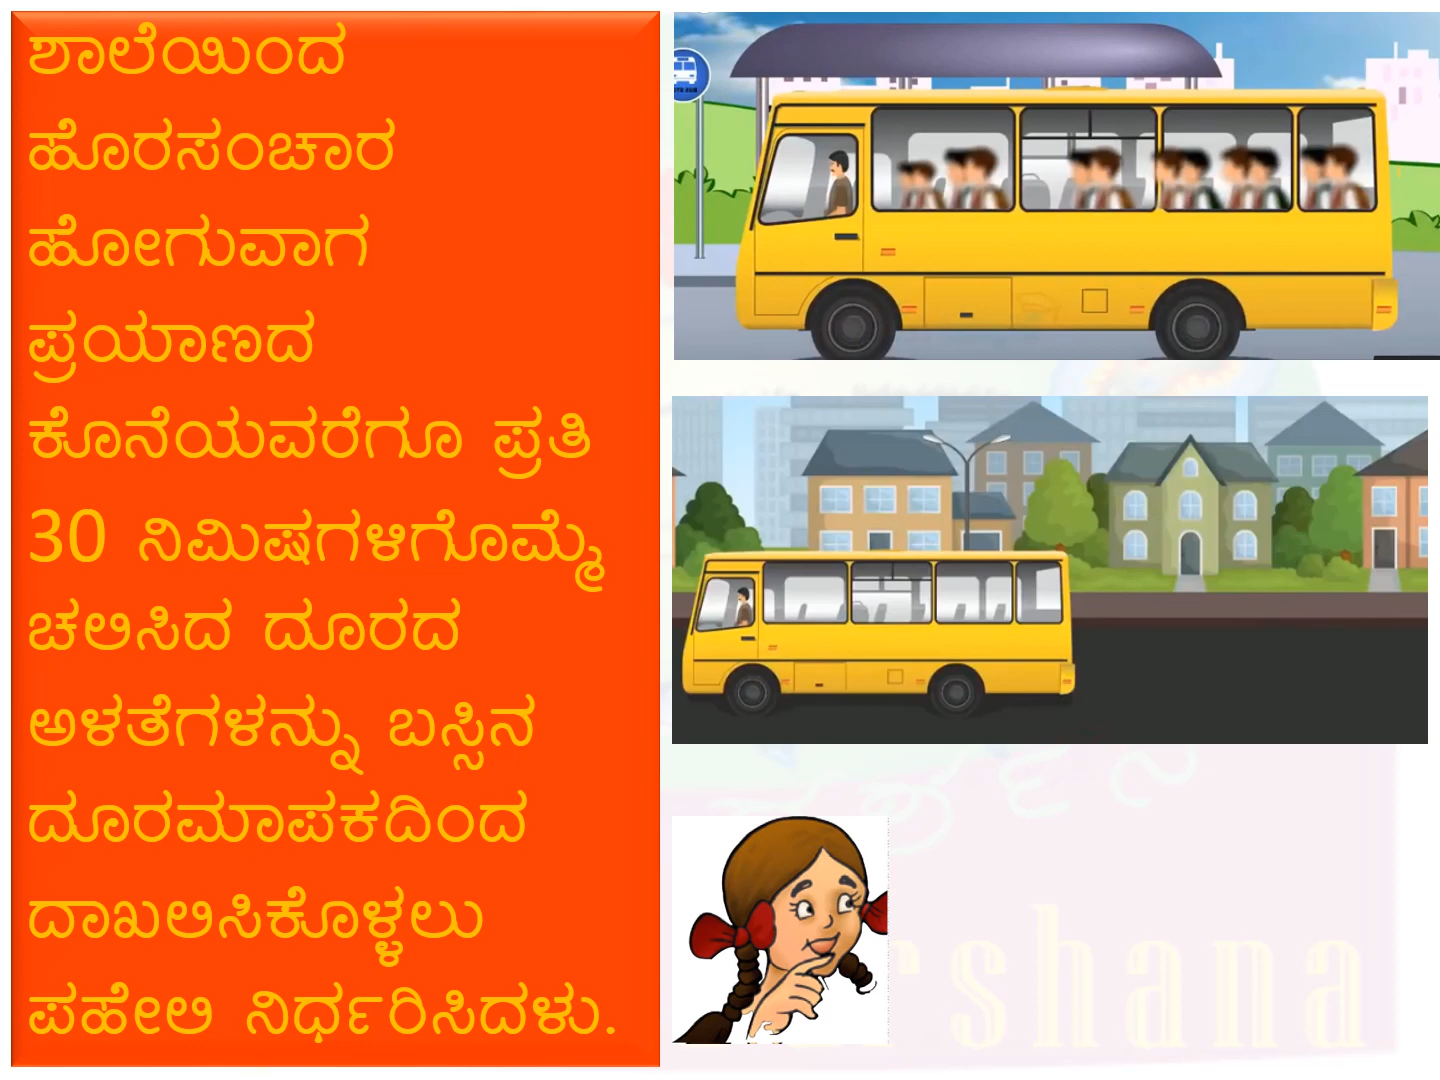 ಶಾಲೆಯಿಂದ
ಹೊರಸಂಚಾರ
ಹೋಗುವಾಗ
ಪ್ರಯಾಣದ
ಕೊನೆಯವರೆಗೂ ಪ್ರತಿ
30 ನಿಮಿಷಗಳಿಗೊಮ್ಮೆ
ಚಲಿಸಿದ ದೂರದ
ಅಳತೆಗಳನ್ನು ಬಸ್ಸಿನ
ದೂರಮಾಪಕದಿಂದ
ದಾಖಲಿಸಿಕೊಳ್ಳಲು
ಪಹೇಲಿ ನಿರ್ಧರಿಸಿದಳು.